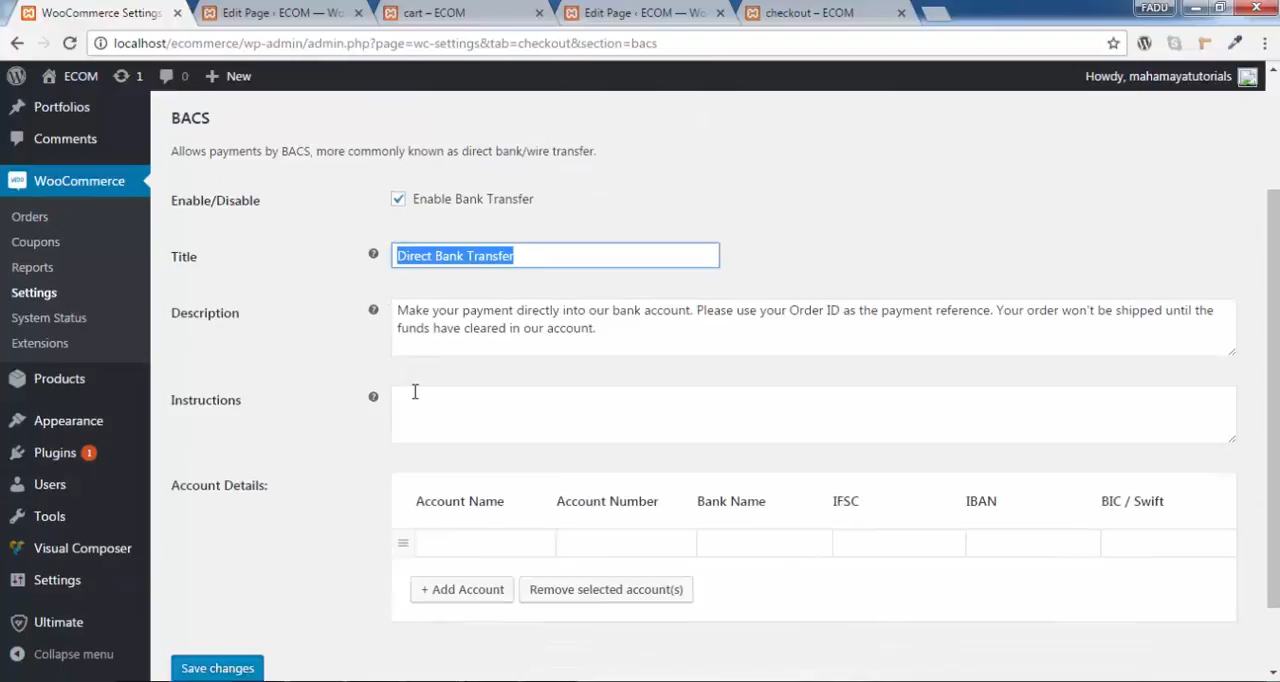 WooCommerce Settings
Edit Page ‹ ECOM — Wo
cart – ECOM
Edit Page ‹ ECOM — Wo
checkout – ECOM
FADU
localhost/ecommerce/wp-admin/admin.php?page=wc-settings&tab=checkout&section=bacs
ECOM
1
0
New
Howdy, mahamayatutorials
Portfolios
Comments
WooCommerce
Orders
Coupons
Reports
Settings
System Status
Extensions
Products
Appearance
Plugins 1
Users
Tools
Visual Composer
Settings
Ultimate
Collapse menu
BACS
Allows payments by BACS, more commonly known as direct bank/wire transfer.
Enable/Disable
Enable Bank Transfer
Title
Direct Bank Transfer
Description
Make your payment directly into our bank account. Please use your Order ID as the payment reference. Your order won't be shipped until the
funds have cleared in our account.
Instructions
Account Details:
Account Name Account Number Bank Name IFSC IBAN BIC / Swift
+ Add Account
Remove selected account(s)
Save changes